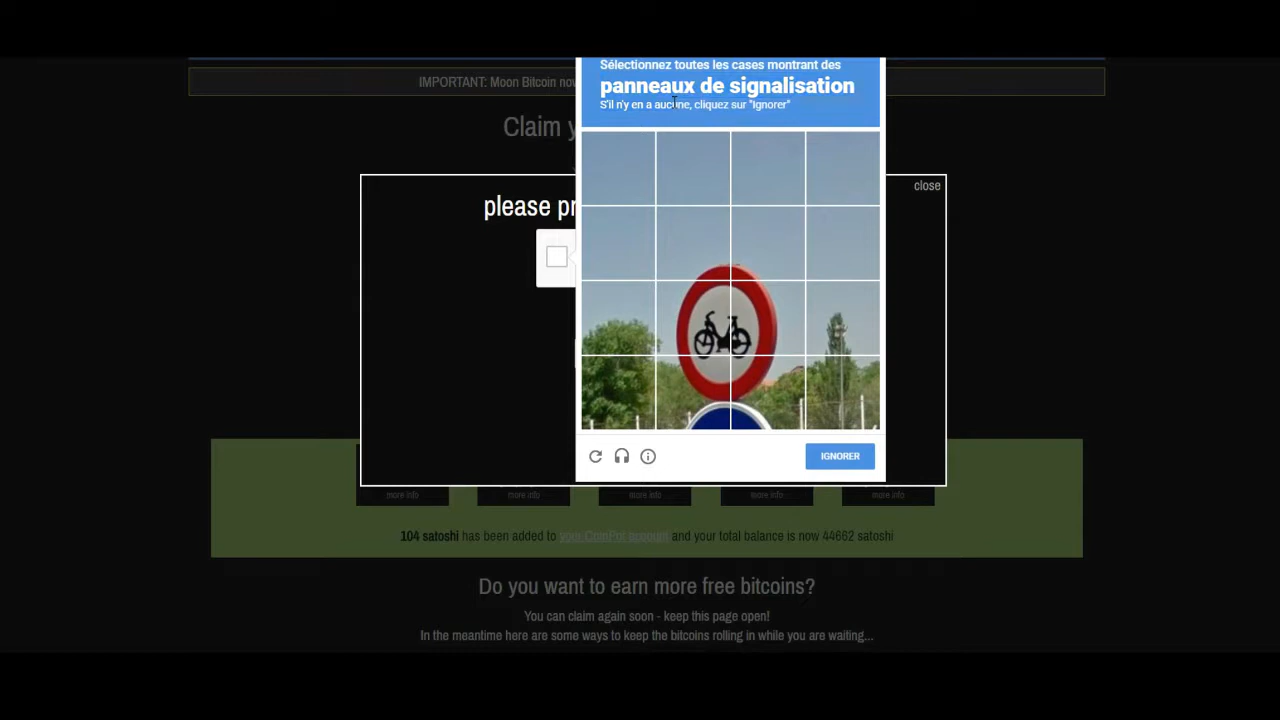 Sélectionnez toutes les cases montrant des
panneaux de signalisation
S'il n'y en a aucune, cliquez sur "Ignorer"
IMPORTANT: Moon Bitcoin
Claim
close
please
IGNORER
more info more info more info more info more info
104 satoshi has been added to your CoinPot account and your total balance is now 44662 satoshi
Do you want to earn more free bitcoins?
You can claim again soon - keep this page open!
In the meantime here are some ways to keep the bitcoins rolling in while you are waiting...